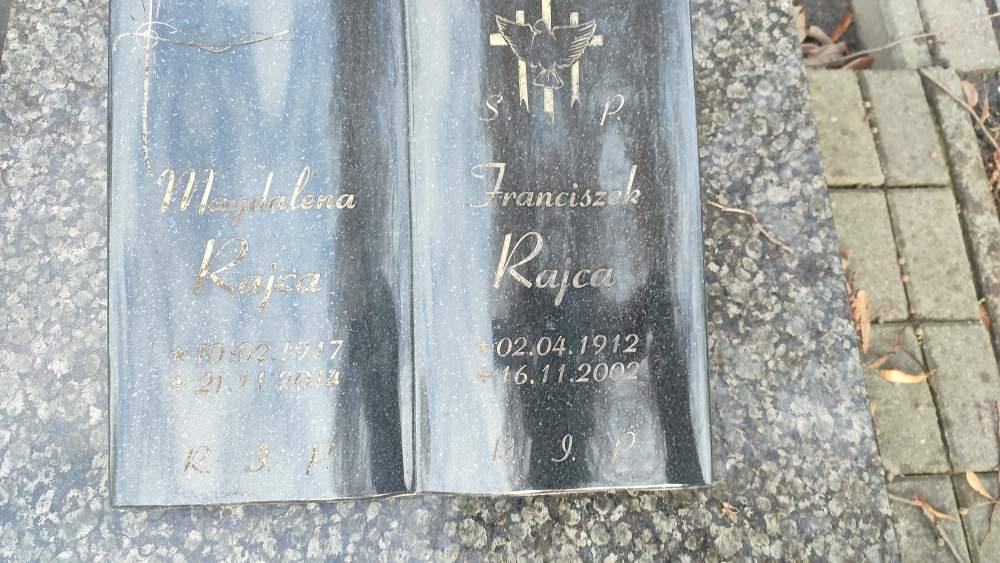 Magdalena
Rajca
* 10.02.1917
+ 21.11.2014
R. I. P.
S. P.
Franciszek
Rajca
* 02.04.1912
+ 16.11.2002
R. I. P.